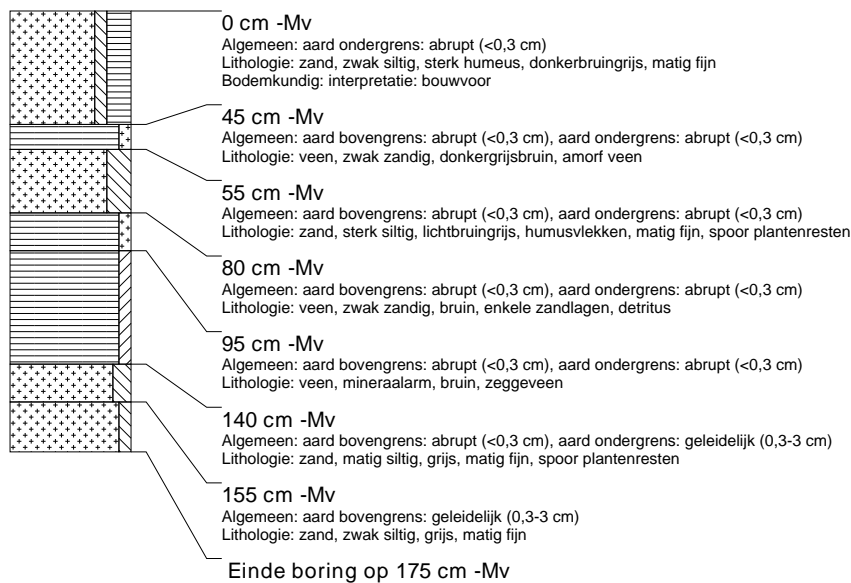 0 cm -Mv
Algemeen: aard ondergrens: abrupt (<0,3 cm)
Lithologie: zand, zwak siltig, sterk humeus, donkerbruingrijs, matig fijn
Bodemkundig: interpretatie: bouwvoor
45 cm -Mv
Algemeen: aard bovengrens: abrupt (<0,3 cm), aard ondergrens: abrupt (<0,3 cm)
Lithologie: veen, zwak zandig, donkergrijsbruin, amorf veen
55 cm -Mv
Algemeen: aard bovengrens: abrupt (<0,3 cm), aard ondergrens: abrupt (<0,3 cm)
Lithologie: zand, sterk siltig, lichtbruingrijs, humusvlekken, matig fijn, spoor plantenresten
80 cm -Mv
Algemeen: aard bovengrens: abrupt (<0,3 cm), aard ondergrens: abrupt (<0,3 cm)
Lithologie: veen, zwak zandig, bruin, enkele zandlagen, detritus
95 cm -Mv
Algemeen: aard bovengrens: abrupt (<0,3 cm), aard ondergrens: abrupt (<0,3 cm)
Lithologie: veen, mineraalarm, bruin, zeggeveen
140 cm -Mv
Algemeen: aard bovengrens: abrupt (<0,3 cm), aard ondergrens: geleidelijk (0,3-3 cm)
Lithologie: zand, matig siltig, grijs, matig fijn, spoor plantenresten
155 cm -Mv
Algemeen: aard bovengrens: geleidelijk (0,3-3 cm)
Lithologie: zand, zwak siltig, grijs, matig fijn
Einde boring op 175 cm -Mv